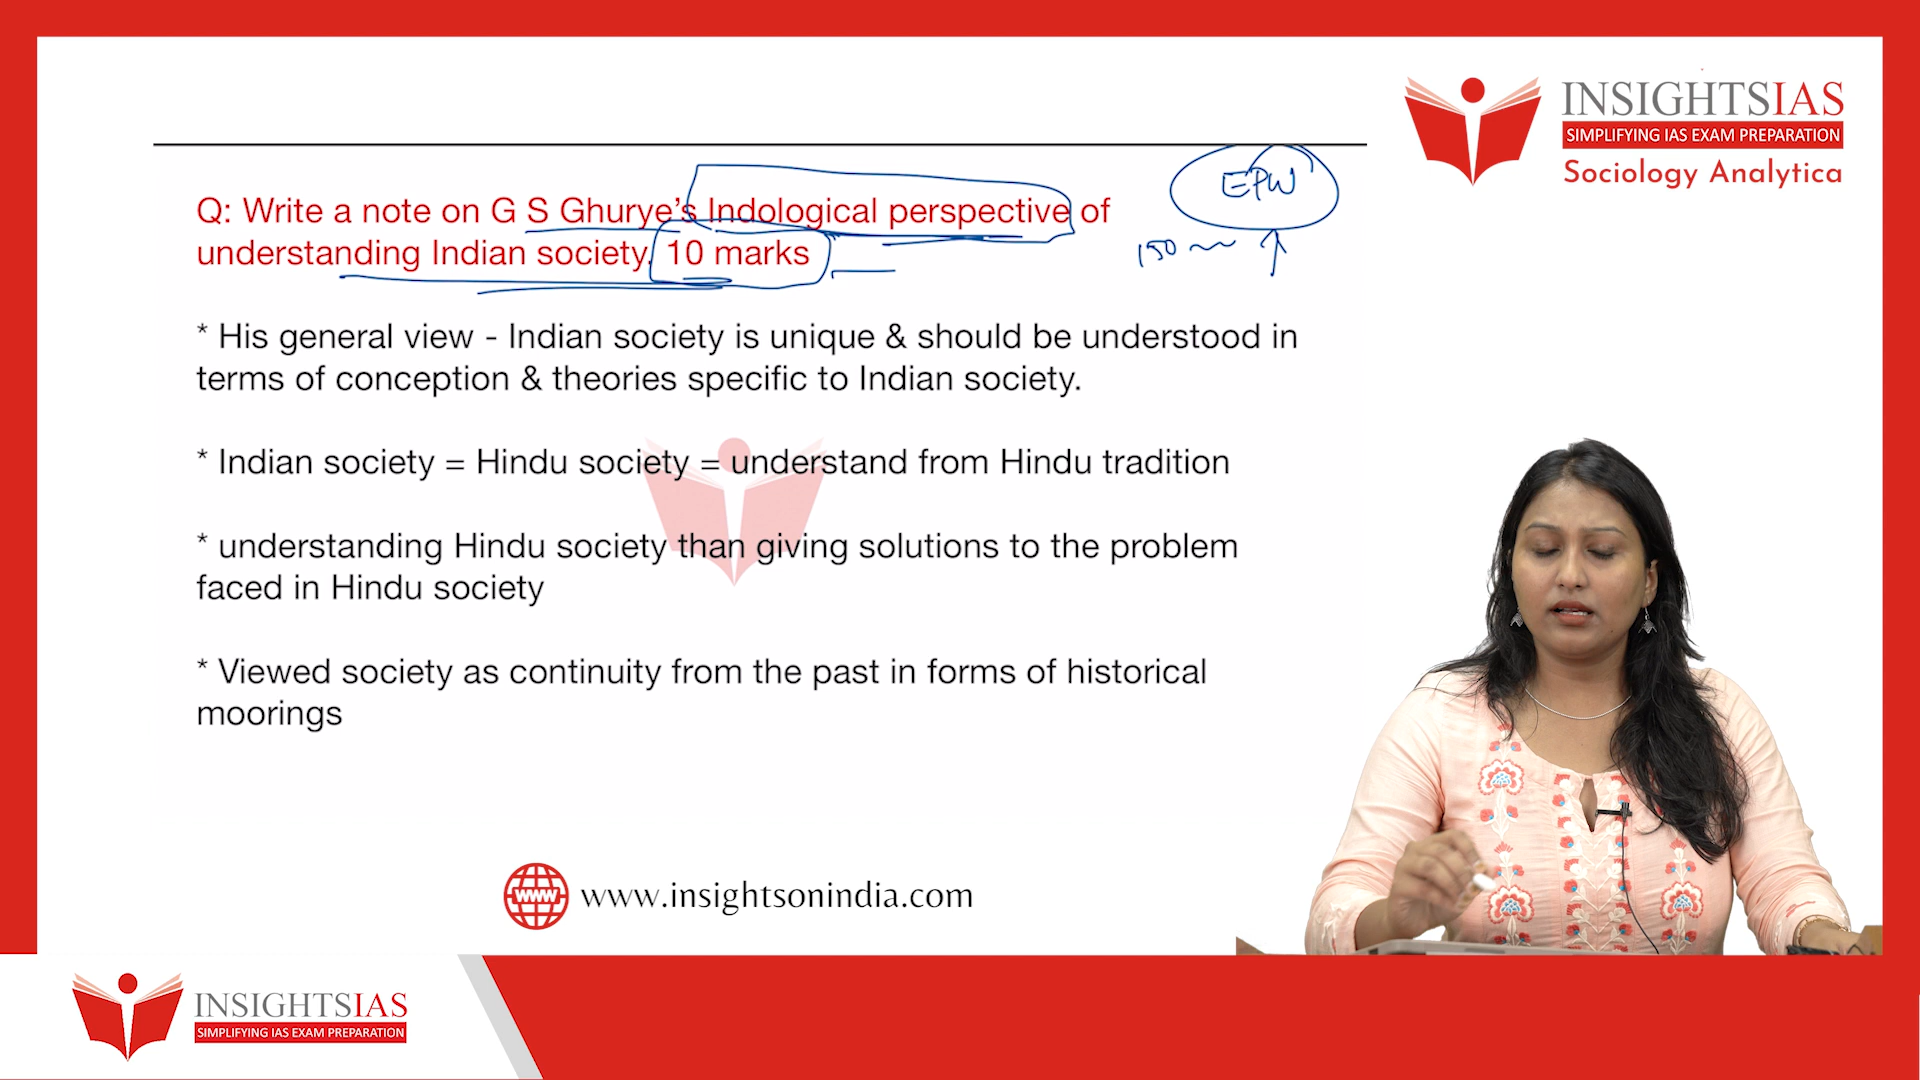 INSIGHTSIAS
SIMPLIFYING IAS EXAM PREPARATION
Sociology Analytica
EPW
150
Q: Write a note on G S Ghurye's Indological perspective of
understanding Indian society. 10 marks
* His general view - Indian society is unique & should be understood in
terms of conception & theories specific to Indian society.
* Indian society = Hindu society = understand from Hindu tradition
* understanding Hindu society than giving solutions to the problem
faced in Hindu society
* Viewed society as continuity from the past in forms of historical
moorings
www
www.insightsonindia.com
INSIGHTSIAS
SIMPLIFYING IAS EXAM PREPARATION